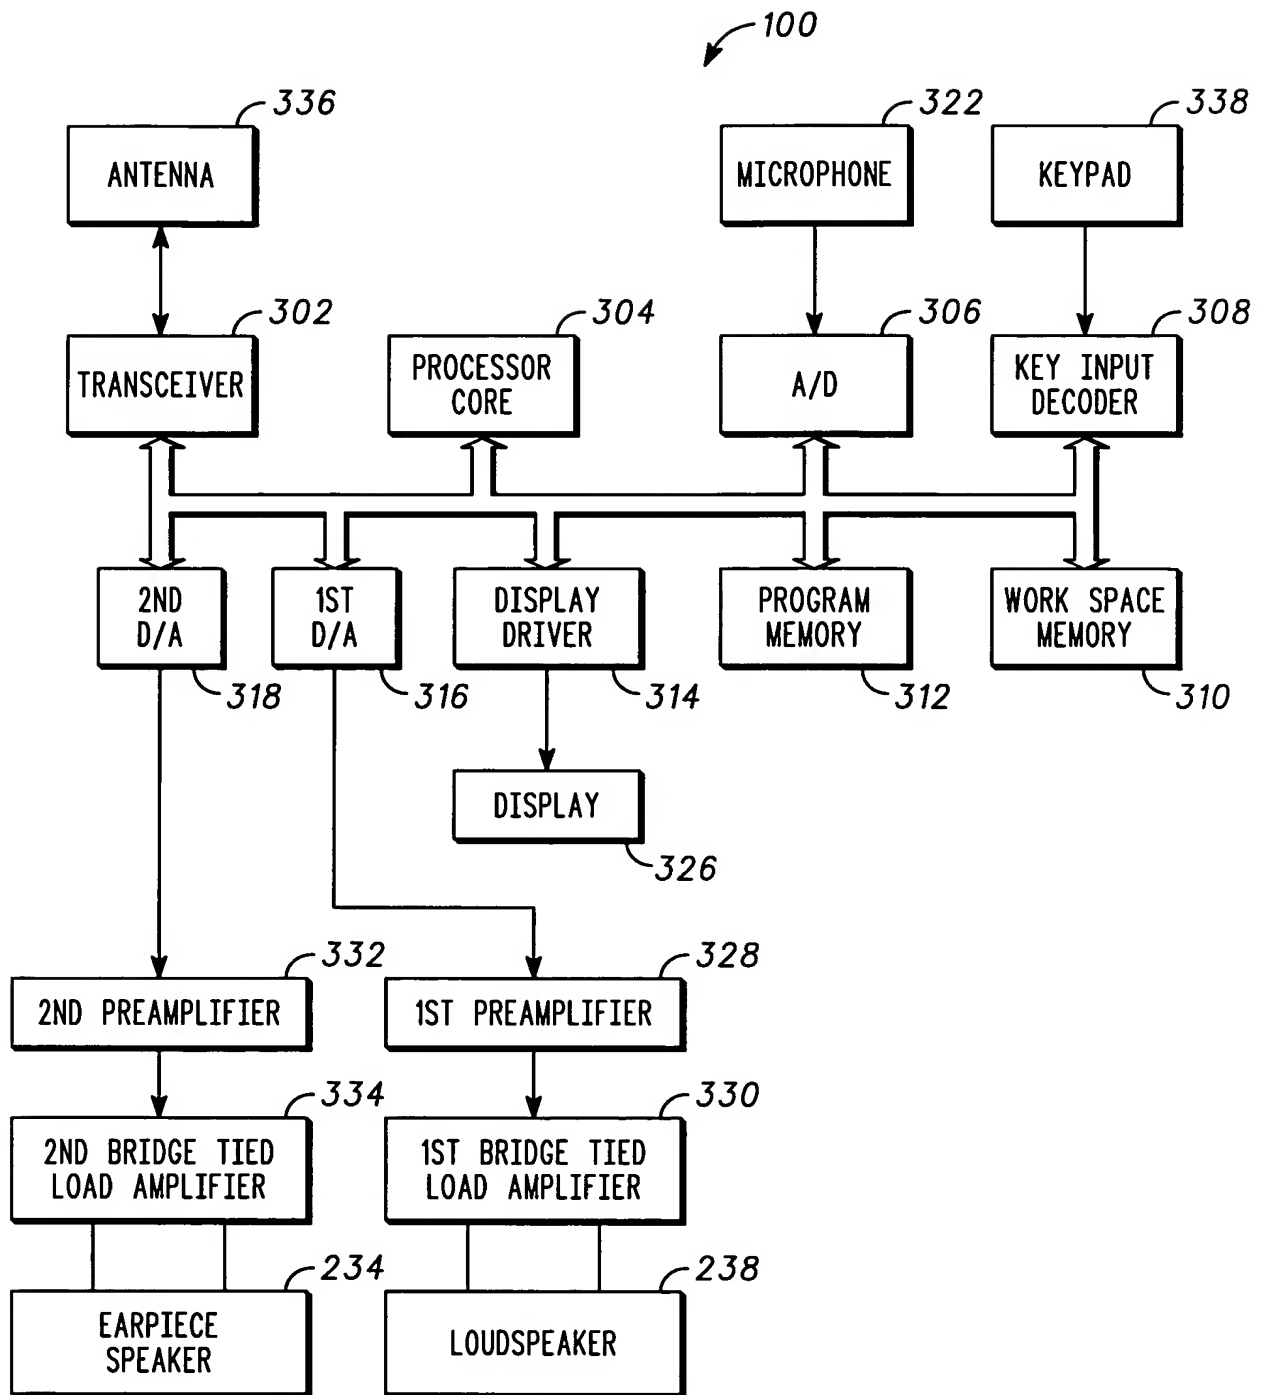 100
336
322
338
ANTENNA
MICROPHONE
KEYPAD
302
304
306
308
TRANSCEIVER
PROCESSOR
CORE
A/D
KEY INPUT
DECODER
2ND
D/A
1ST
D/A
DISPLAY
DRIVER
PROGRAM
MEMORY
WORK SPACE
MEMORY
318
316
314
312
310
DISPLAY
326
332
328
2ND PREAMPLIFIER
1ST PREAMPLIFIER
334
330
2ND BRIDGE TIED
LOAD AMPLIFIER
1ST BRIDGE TIED
LOAD AMPLIFIER
234
238
EARPIECE
SPEAKER
LOUDSPEAKER